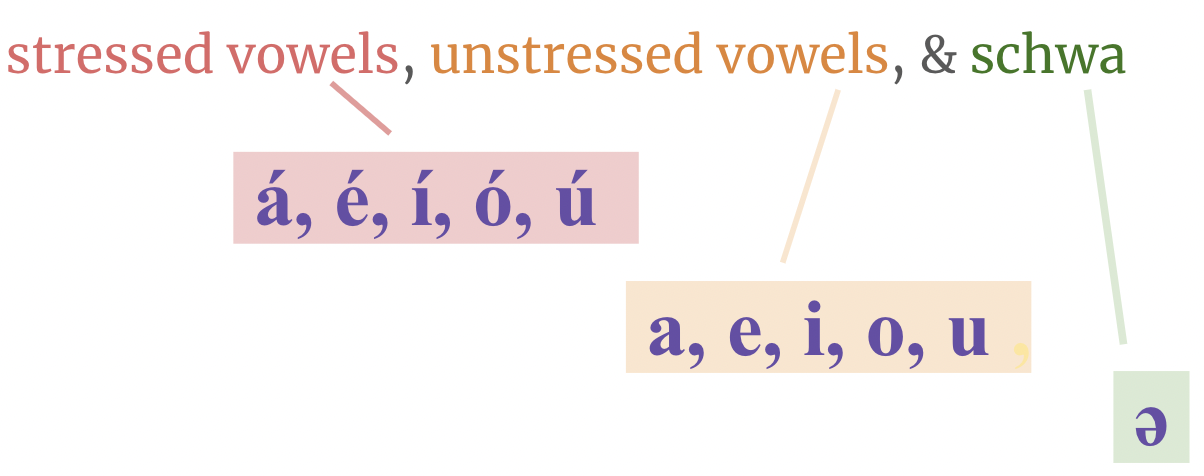 stressed vowels, unstressed vowels, & schwa
á, é, í, ó, ú
a, e, i, o, u ,
ə